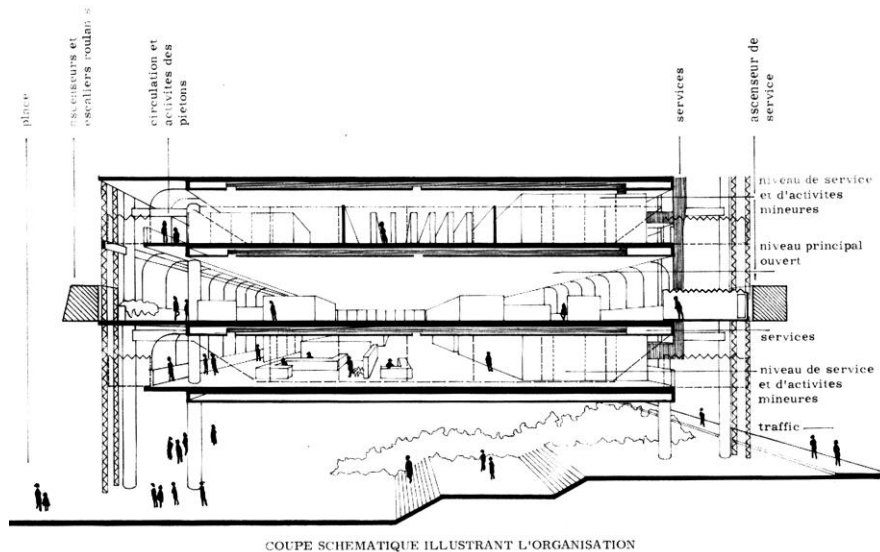 place
ascenseurs et
escaliers roulants
circulation et
activites des
pietons
services
ascenseur de
service
niveau de service
et d'activites
mineures
niveau principal
ouvert
services
niveau de service
et d'activites
mineures
traffic
COUPE SCHEMATIQUE ILLUSTRANT L'ORGANISATION